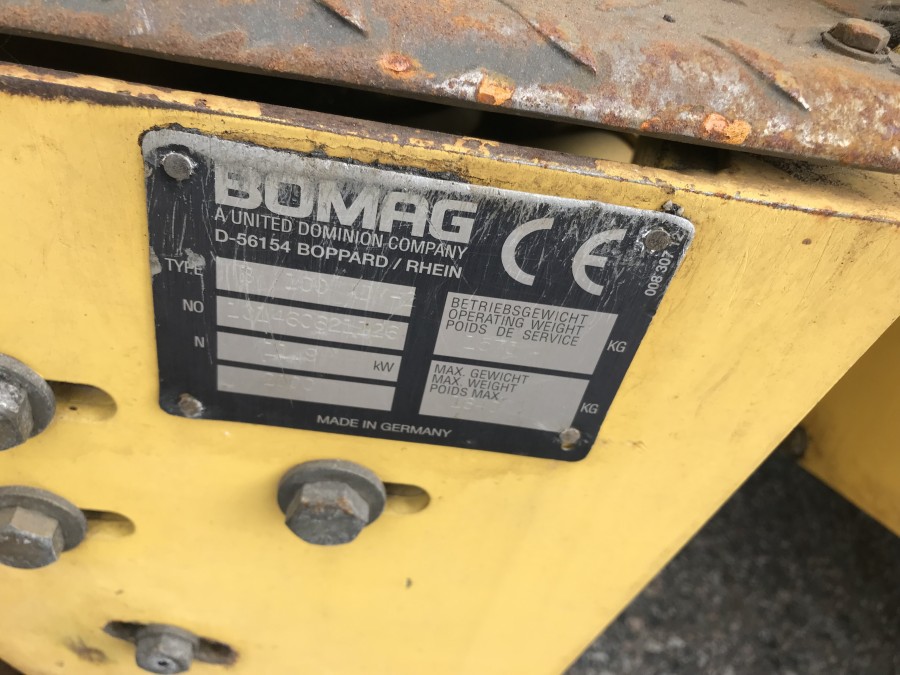 BOMAG
A UNITED DOMINION COMPANY
D-56154 BOPPARD / RHEIN
CE
008 307 12
TYPE
NO
N kW
BETRIEBSGEWICHT
OPERATING WEIGHT
POIDS DE SERVICE
KG
MAX. GEWICHT
MAX. WEIGHT
POIDS MAX.
KG
MADE IN GERMANY